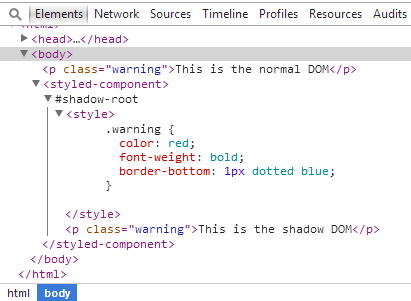 Elements Network Sources Timeline Profiles Resources Audits
<html>
<head>…</head>
<body>
<p class="warning">This is the normal DOM</p>
<styled-component>
#shadow-root
<style>
.warning {
color: red;
font-weight: bold;
border-bottom: 1px dotted blue;
}
</style>
<p class="warning">This is the shadow DOM</p>
</styled-component>
</body>
</html>
html body